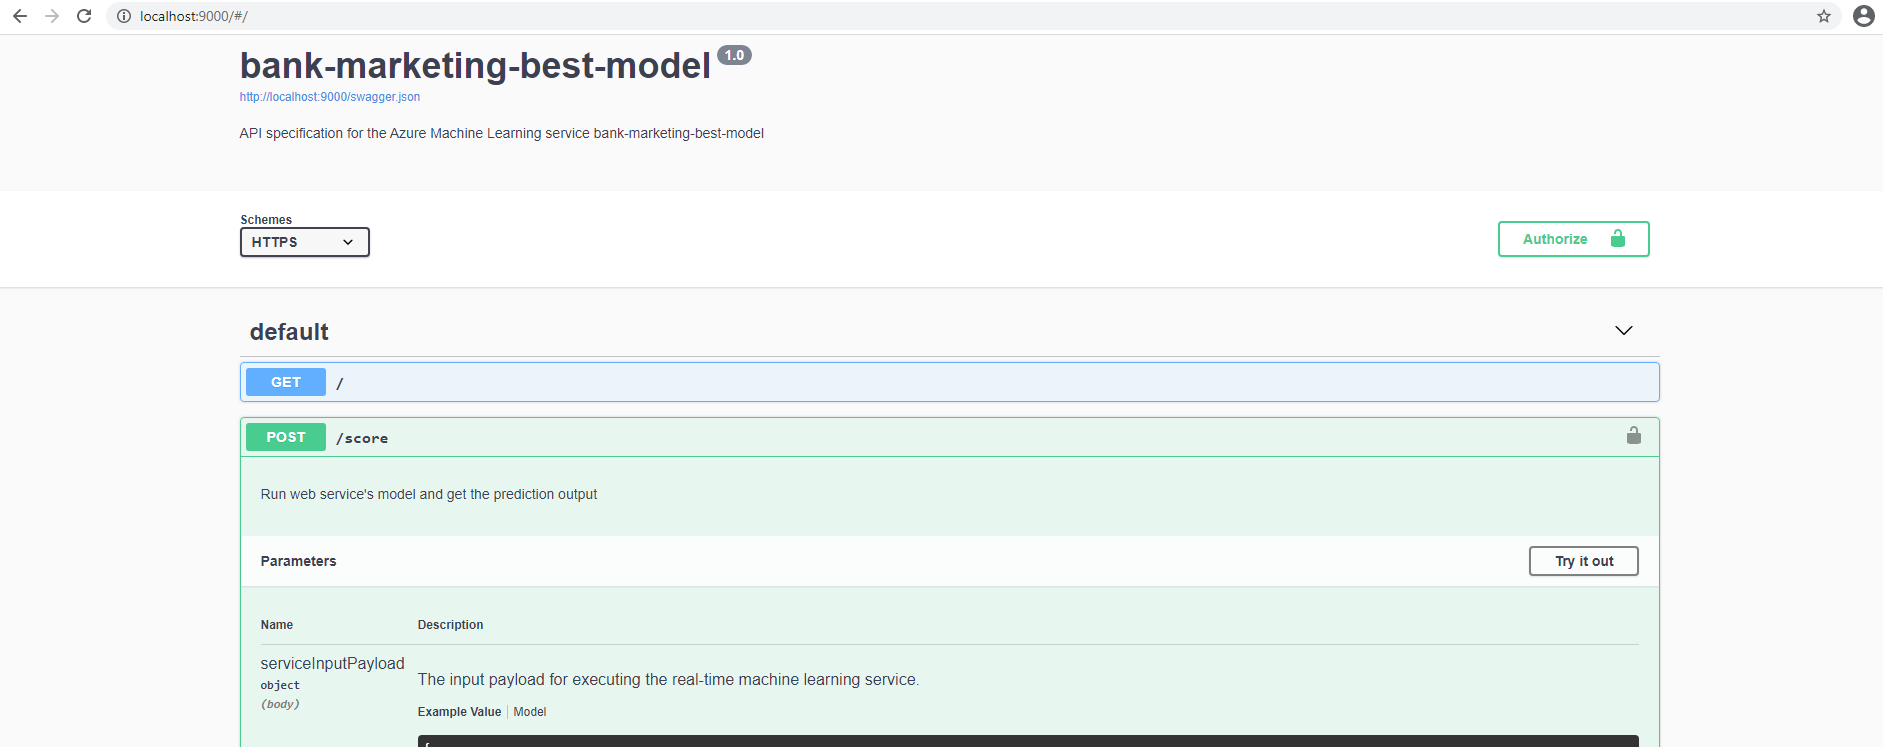 localhost:9000/#/
bank-marketing-best-model 1.0
http://localhost:9000/swagger.json
API specification for the Azure Machine Learning service bank-marketing-best-model
Schemes
HTTPS
Authorize
default
GET /
POST /score
Run web service's model and get the prediction output
Parameters
Try it out
Name Description
serviceInputPayload
object
(body)
The input payload for executing the real-time machine learning service.
Example Value | Model
{